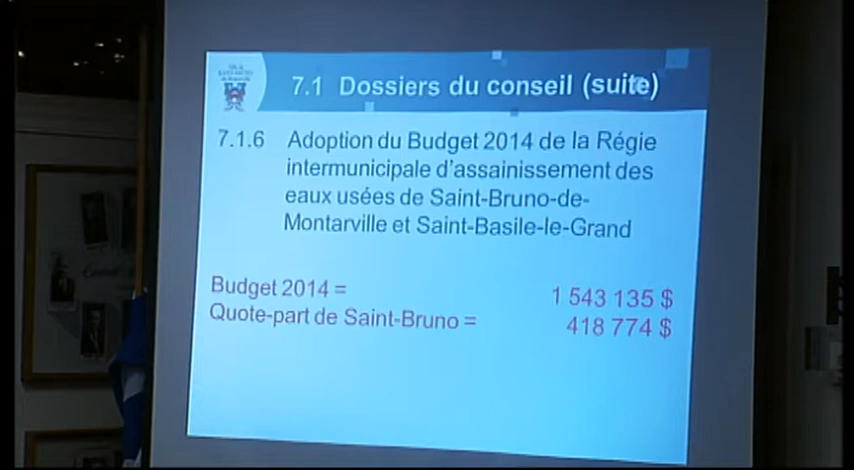 7.1 Dossiers du conseil (suite)
7.1.6 Adoption du Budget 2014 de la Régie
intermunicipale d'assainissement des
eaux usées de Saint-Bruno-de-
Montarville et Saint-Basile-le-Grand
Budget 2014 = 1 543 135 $
Quote-part de Saint-Bruno = 418 774 $